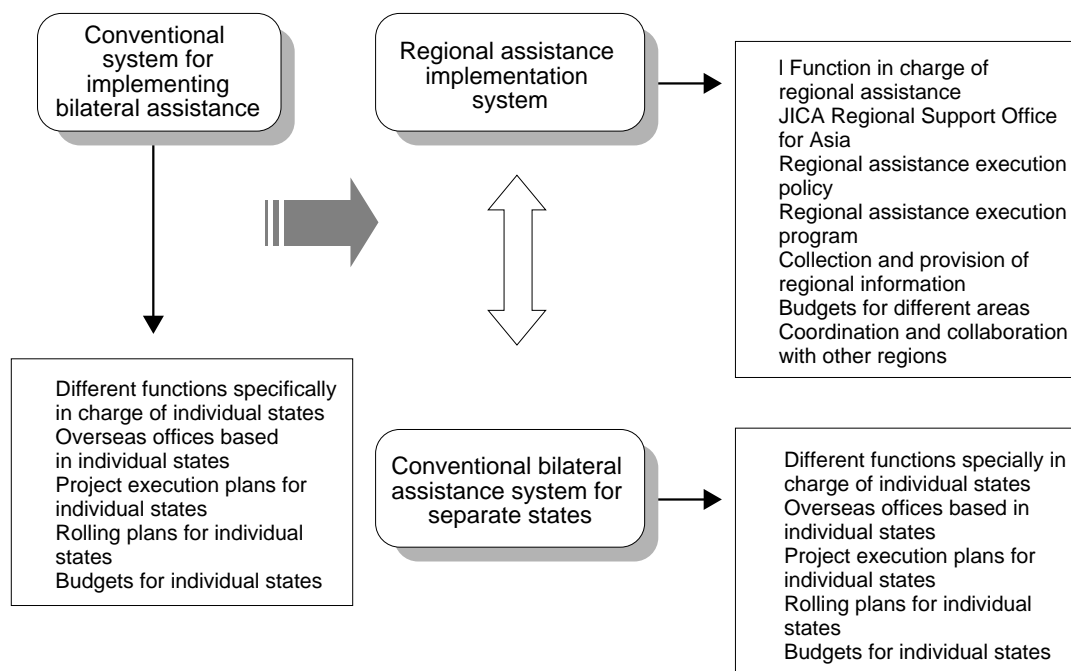 Conventional
system for
implementing
bilateral assistance
Regional assistance
implementation
system
l Function in charge of
regional assistance
JICA Regional Support Office
for Asia
Regional assistance execution
policy
Regional assistance execution
program
Collection and provision of
regional information
Budgets for different areas
Coordination and collaboration
with other regions
Different functions specifically
in charge of individual states
Overseas offices based
in individual states
Project execution plans for
individual states
Rolling plans for individual
states
Budgets for individual states
Conventional bilateral
assistance system for
separate states
Different functions specially in
charge of individual states
Overseas offices based in
individual states
Project execution plans for
individual states
Rolling plans for individual
states
Budgets for individual states